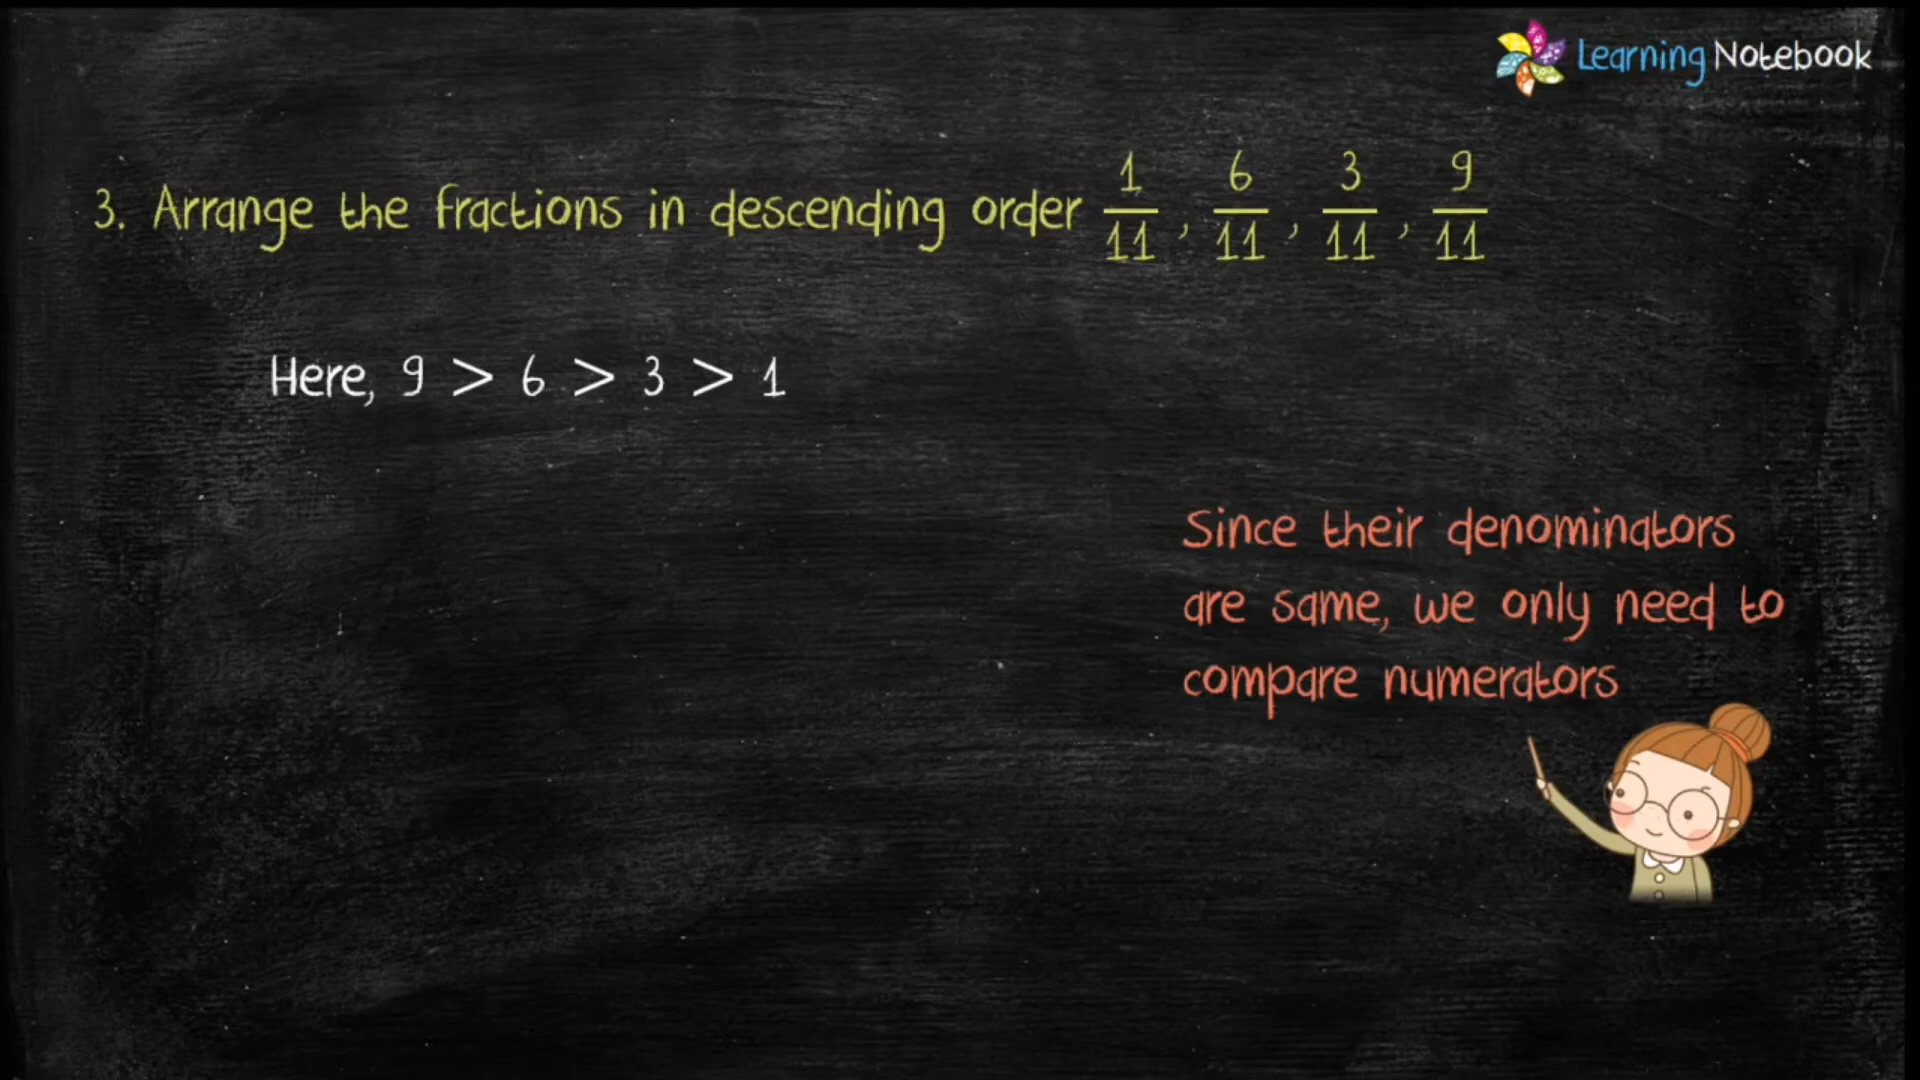 Learning Notebook
3. Arrange the fractions in descending order 1/11, 6/11, 3/11, 9/11
Here, 9 > 6 > 3 > 1
Since their denominators
are same, we only need to
compare numerators